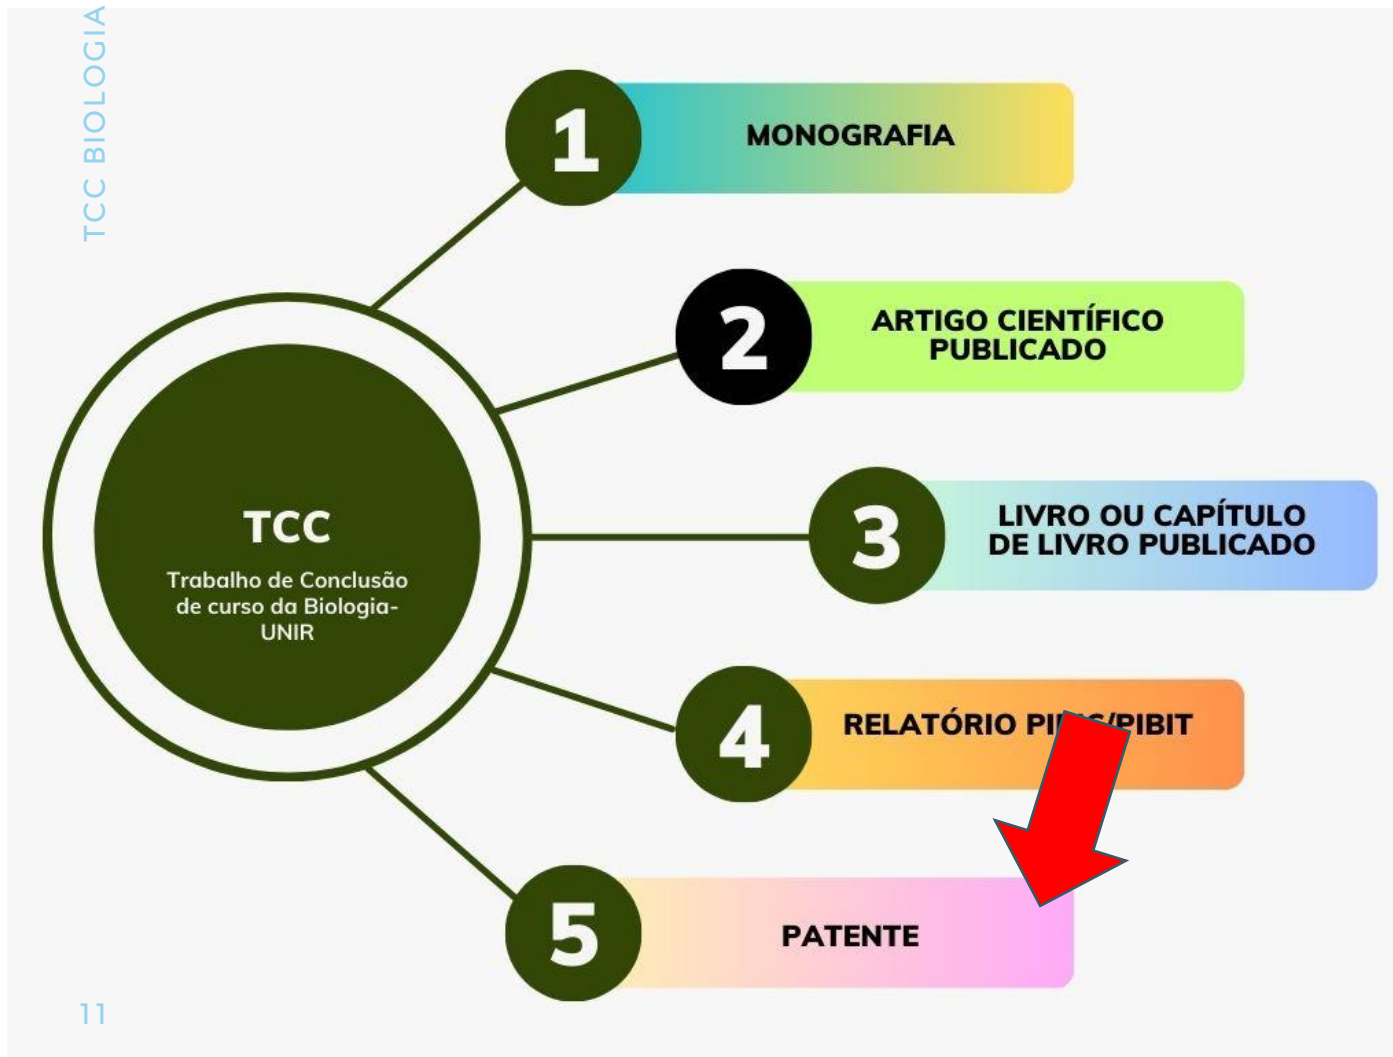 TCC BIOLOGIA
1
MONOGRAFIA
2
ARTIGO CIENTÍFICO
PUBLICADO
TCC
Trabalho de Conclusão
de curso da Biologia-
UNIR
3
LIVRO OU CAPÍTULO
DE LIVRO PUBLICADO
4
RELATÓRIO /PIBIT
5
PATENTE
11